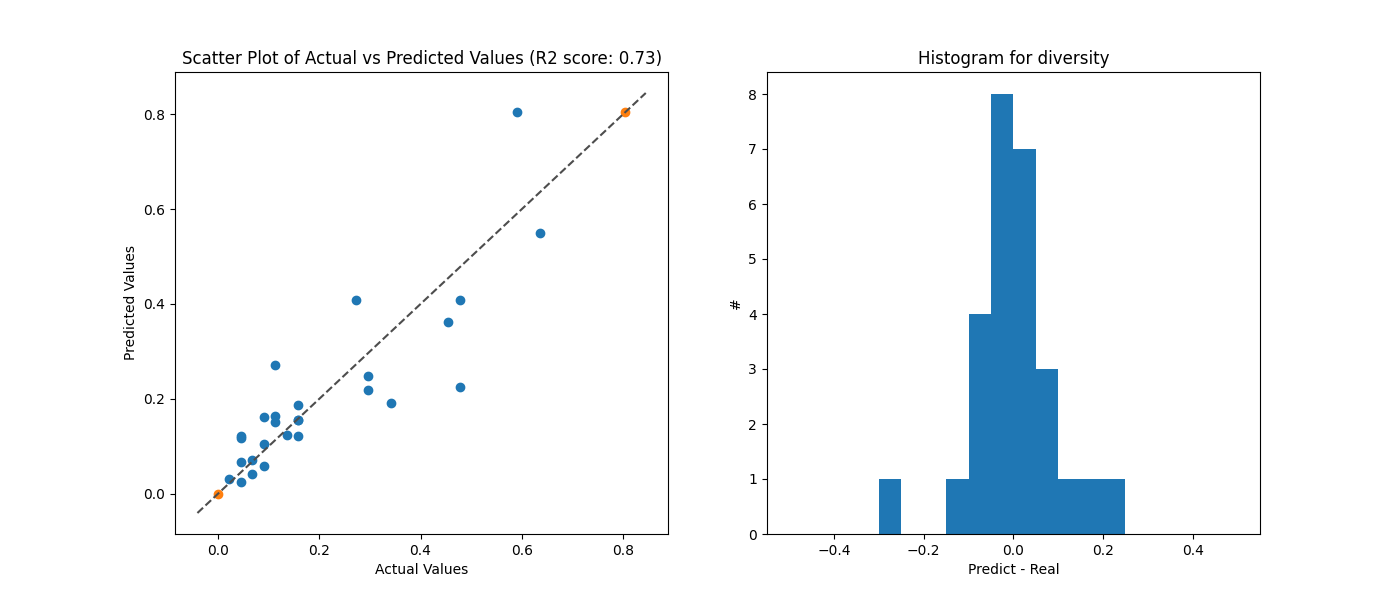 Scatter Plot of Actual vs Predicted Values (R2 score: 0.73)
Predicted Values
0.8
0.6
0.4
0.2
0.0
0.0 0.2 0.4 0.6 0.8
Actual Values
Histogram for diversity
#
8
7
6
5
4
3
2
1
0
−0.4 −0.2 0.0 0.2 0.4
Predict - Real